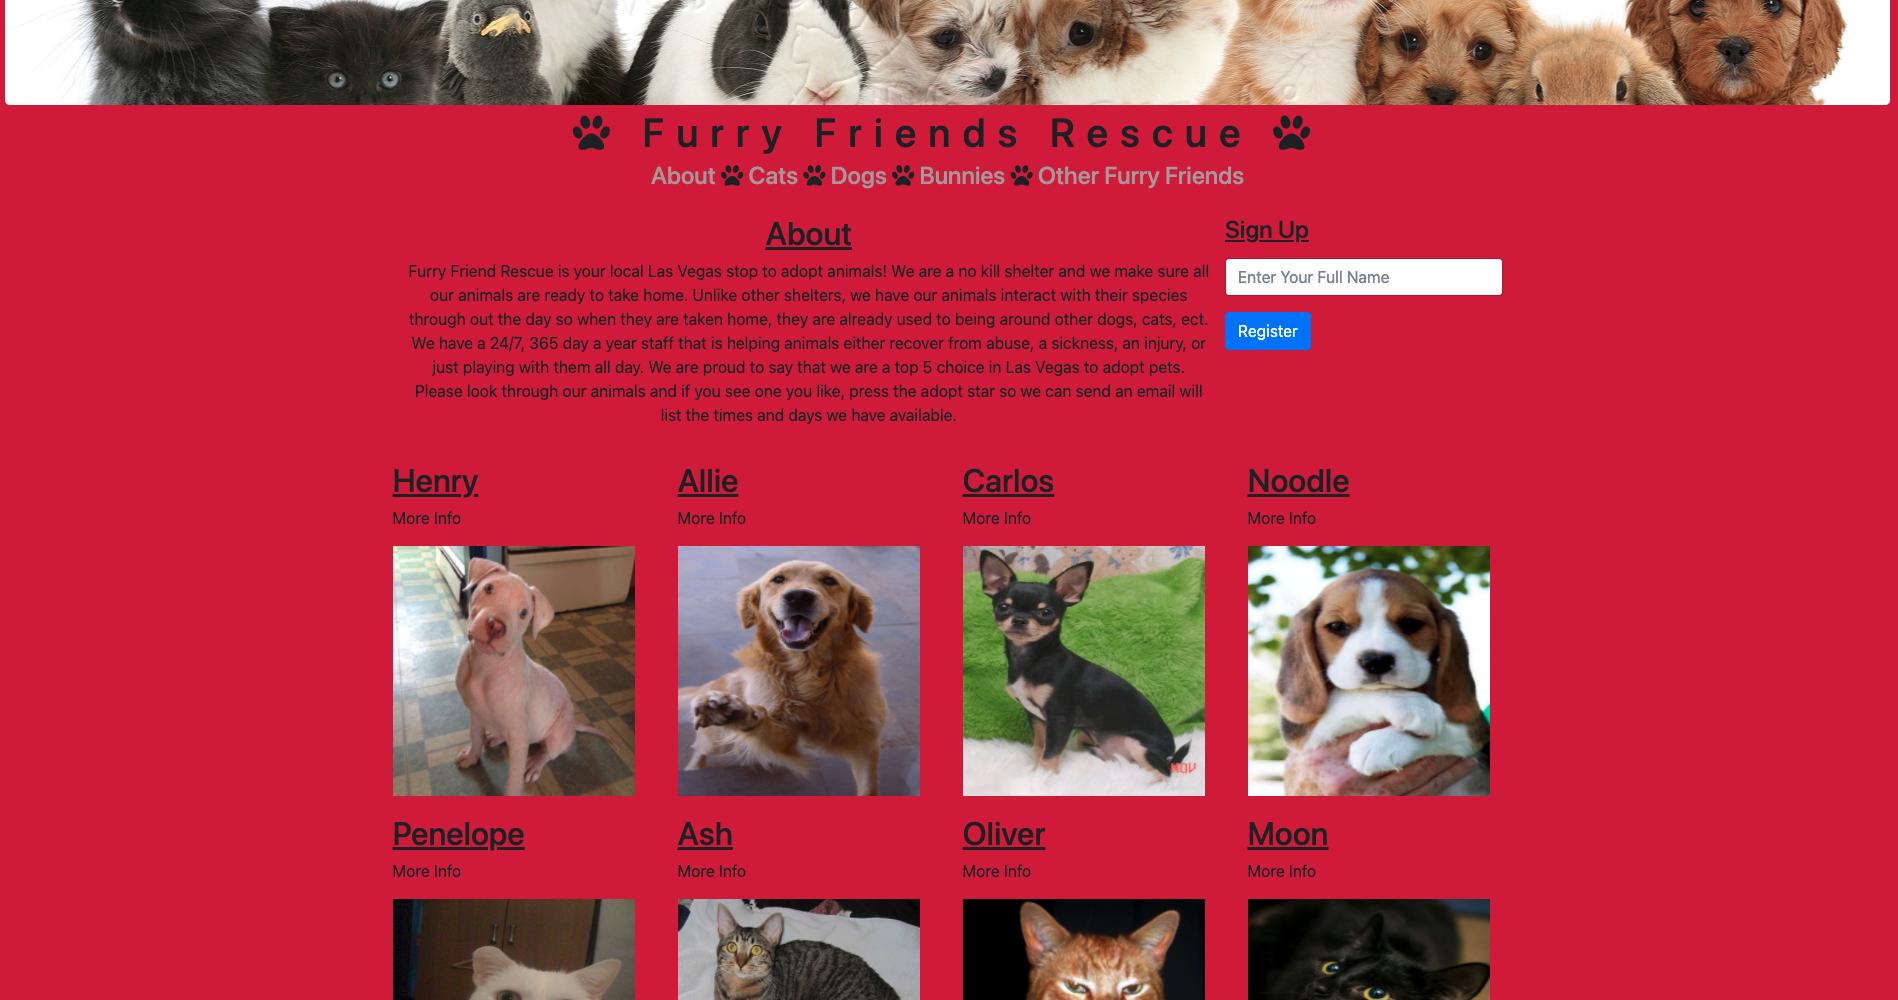 Furry Friends Rescue
About Cats Dogs Bunnies Other Furry Friends
About
Furry Friend Rescue is your local Las Vegas stop to adopt animals! We are a no kill shelter and we make sure all
our animals are ready to take home. Unlike other shelters, we have our animals interact with their species
through out the day so when they are taken home, they are already used to being around other dogs, cats, ect.
We have a 24/7, 365 day a year staff that is helping animals either recover from abuse, a sickness, an injury, or
just playing with them all day. We are proud to say that we are a top 5 choice in Las Vegas to adopt pets.
Please look through our animals and if you see one you like, press the adopt star so we can send an email will
list the times and days we have available.
Sign Up
Enter Your Full Name
Register
Henry
More Info
Allie
More Info
Carlos
More Info
Noodle
More Info
NOV
Penelope
More Info
Ash
More Info
Oliver
More Info
Moon
More Info